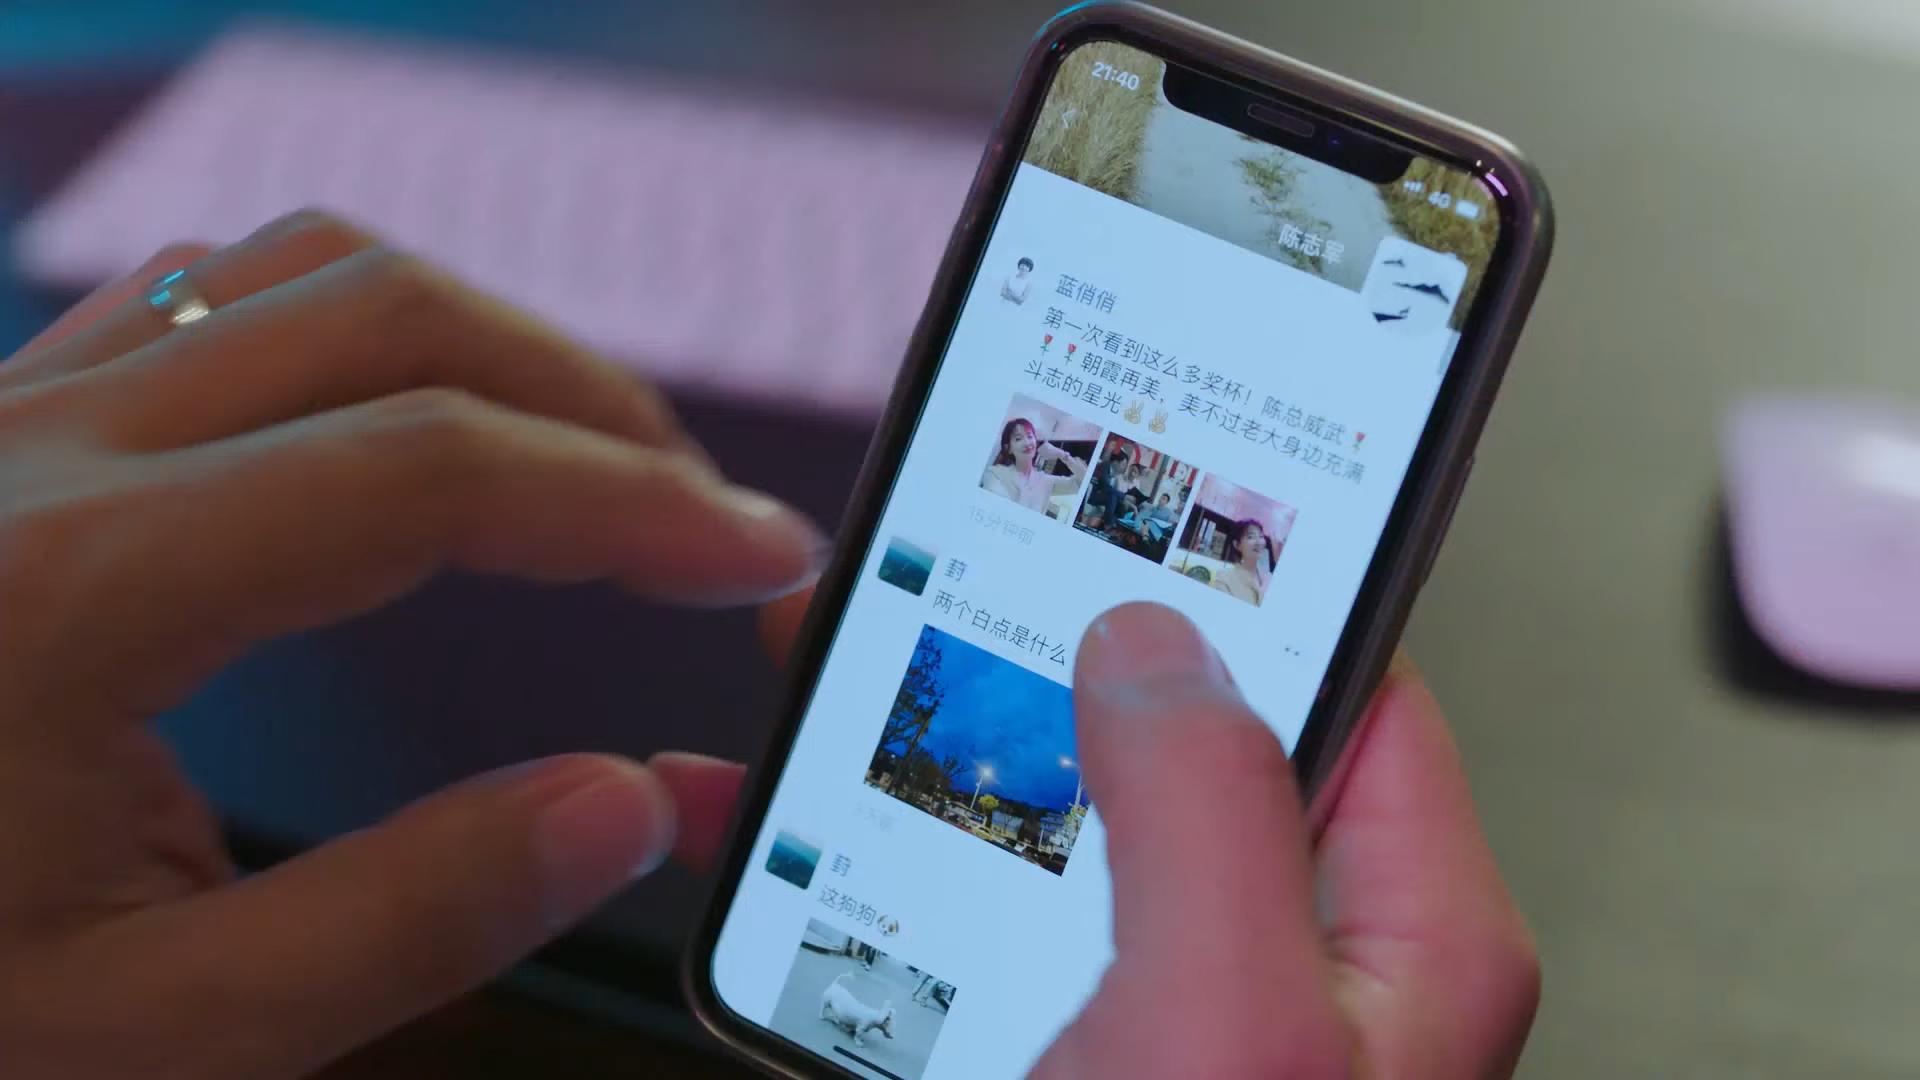 21:40
4G
陈志军
蓝俏俏
第一次看到这么多奖杯！陈总威武🌹
🌹🌹朝霞再美，美不过老大身边充满
斗志的星光✌✌
15分钟前
葑
两个白点是什么
葑
这狗狗🐶